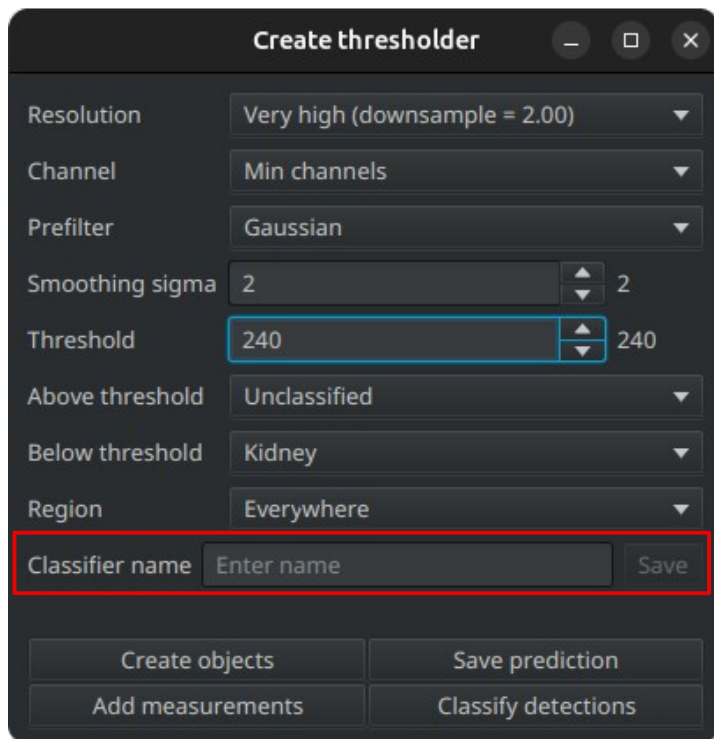 Create thresholder
Resolution Very high (downsample = 2.00)
Channel Min channels
Prefilter Gaussian
Smoothing sigma 2 2
Threshold 240 240
Above threshold Unclassified
Below threshold Kidney
Region Everywhere
Classifier name Enter name Save
Create objects Save prediction
Add measurements Classify detections